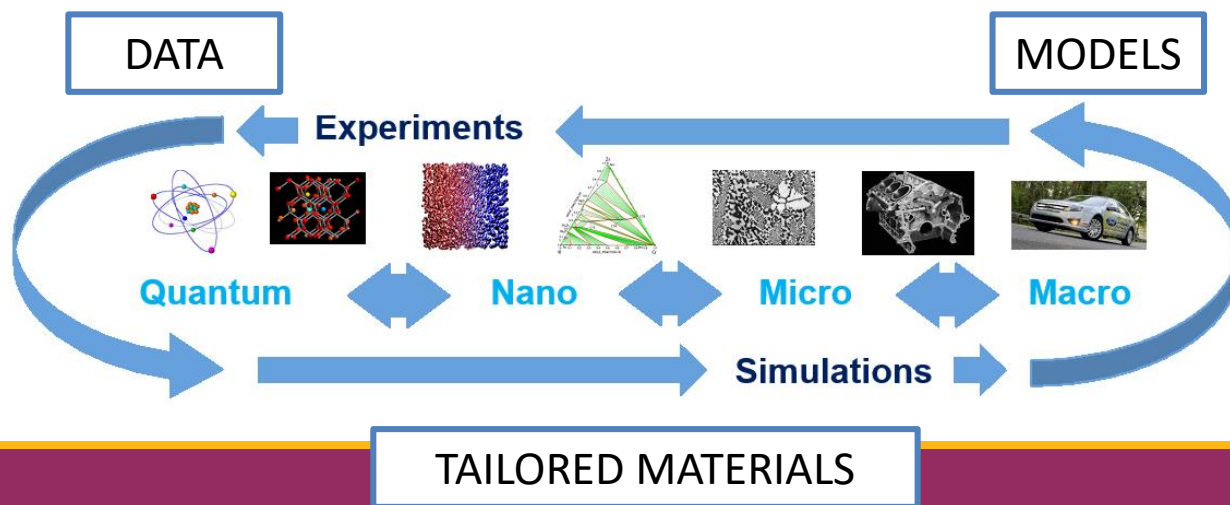 DATA
MODELS
Experiments
Quantum
Nano
Micro
Macro
Simulations
TAILORED MATERIALS